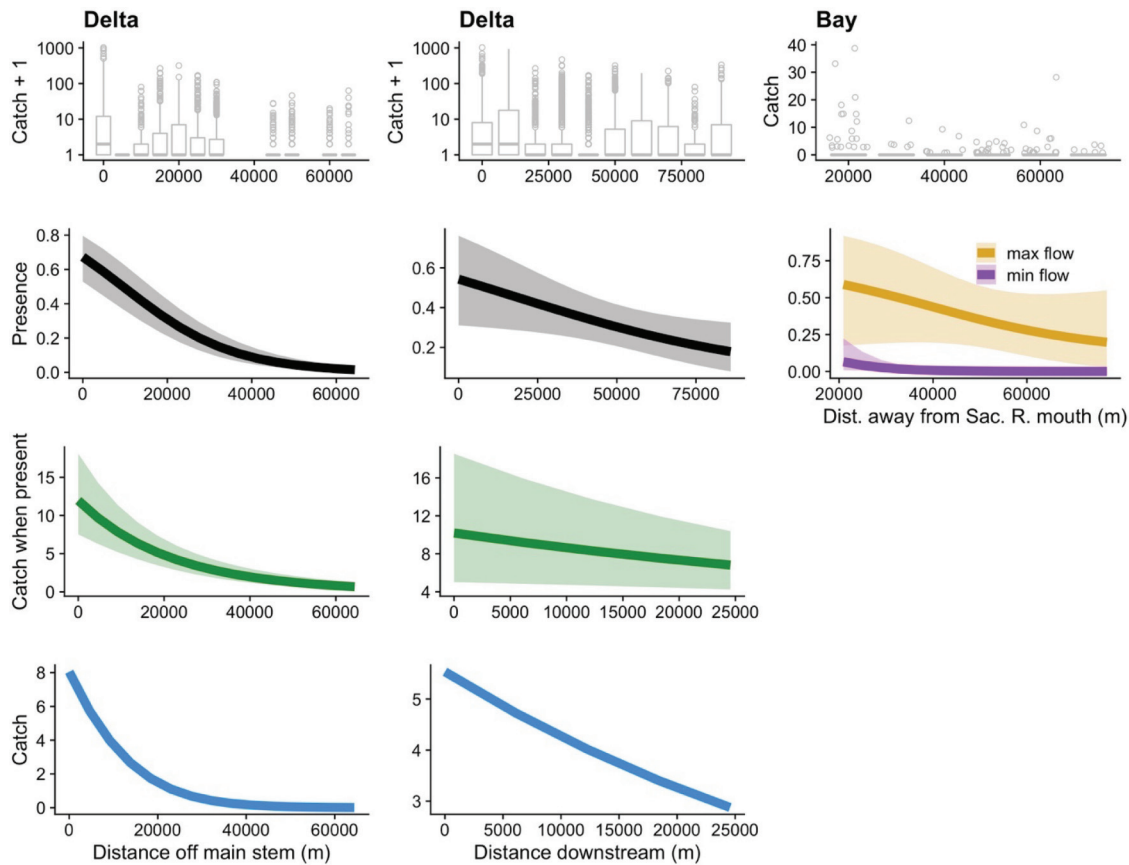 Delta
Delta
Bay
Catch + 1
1000
100
10
1
0 20000 40000 60000
Catch + 1
1000
100
10
1
0 25000 50000 75000
Catch
40
30
20
10
0
20000 40000 60000
Presence
0.8
0.6
0.4
0.2
0.0
0 20000 40000 60000
0.6
0.4
0.2
0 25000 50000 75000
0.75
0.50
0.25
0.00
max flow
min flow
20000 40000 60000
Dist. away from Sac. R. mouth (m)
Catch when present
15
10
5
0
0 20000 40000 60000
16
12
8
4
0 5000 10000 15000 20000 25000
Catch
8
6
4
2
0
0 20000 40000 60000
Distance off main stem (m)
5
4
3
0 5000 10000 15000 20000 25000
Distance downstream (m)